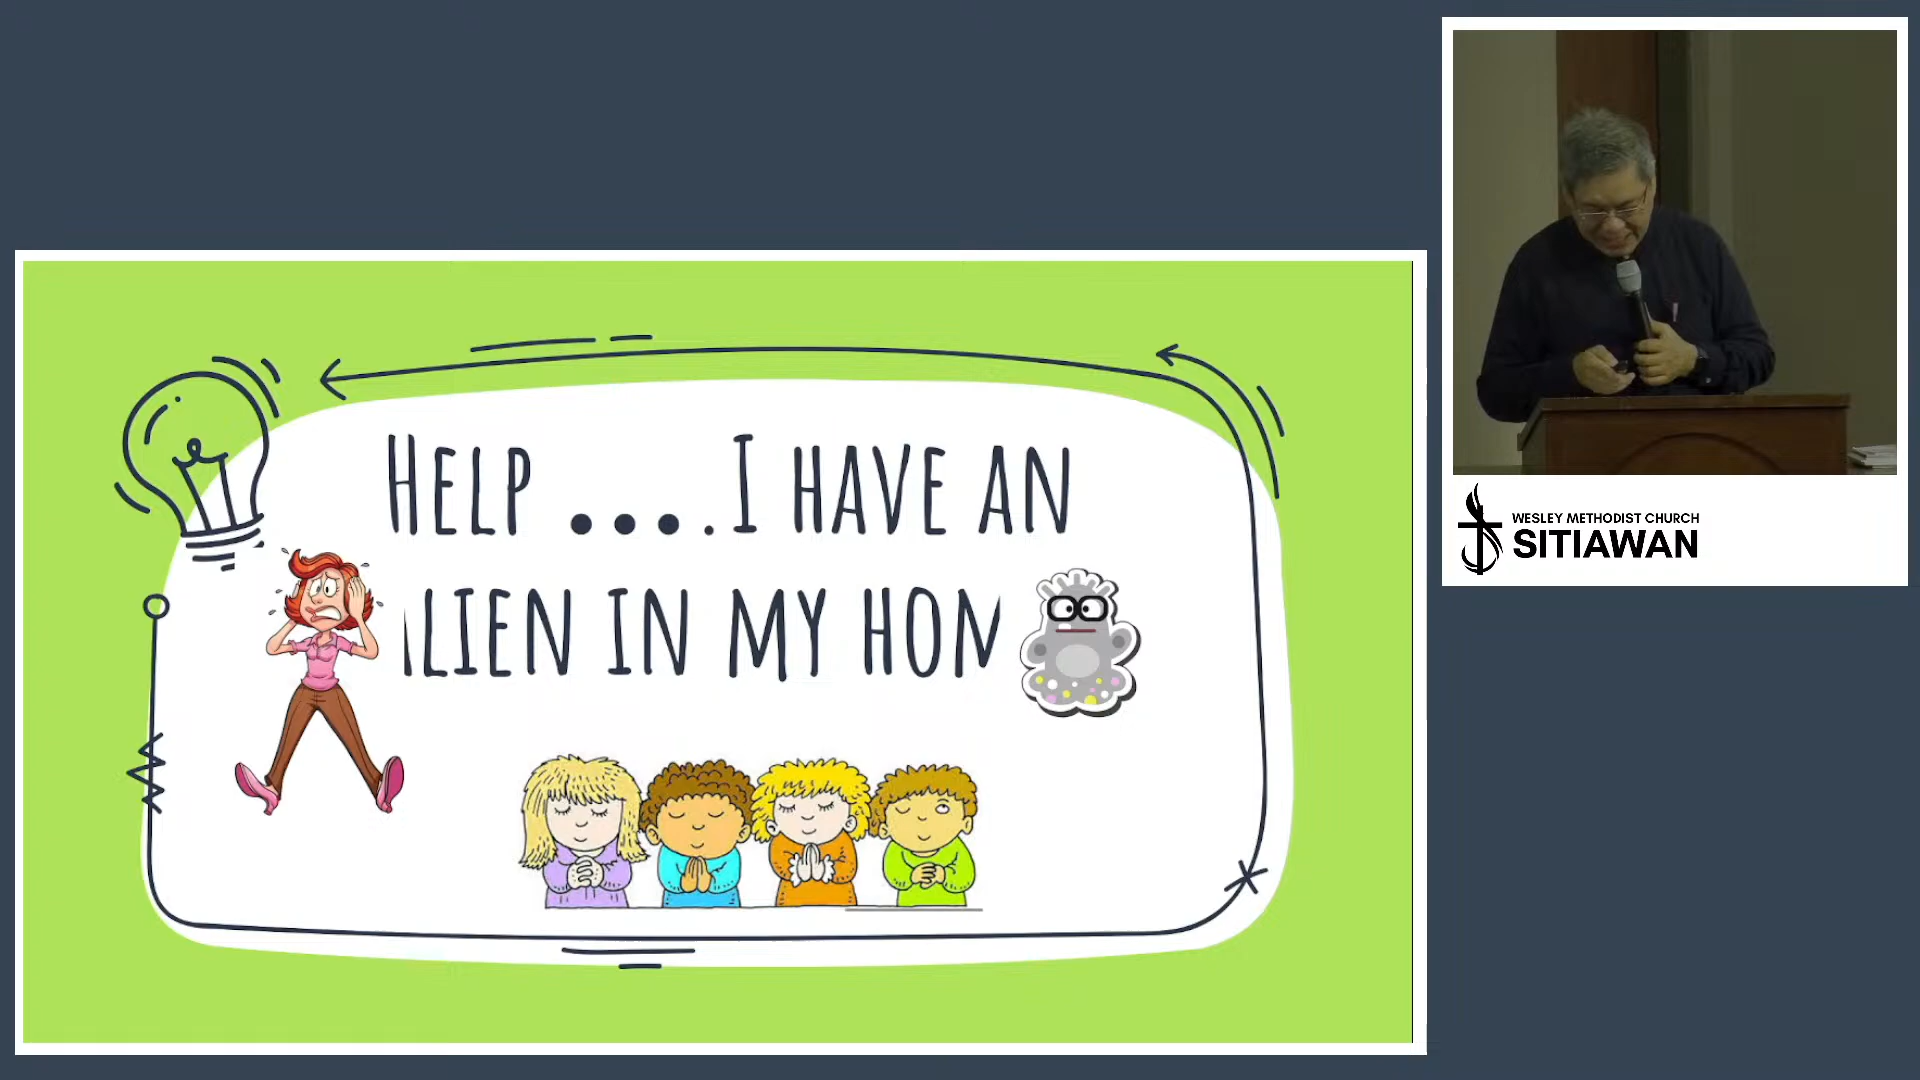 HELP .....I HAVE AN
LIEN IN MY HOM
WESLEY METHODIST CHURCH
SITIAWAN